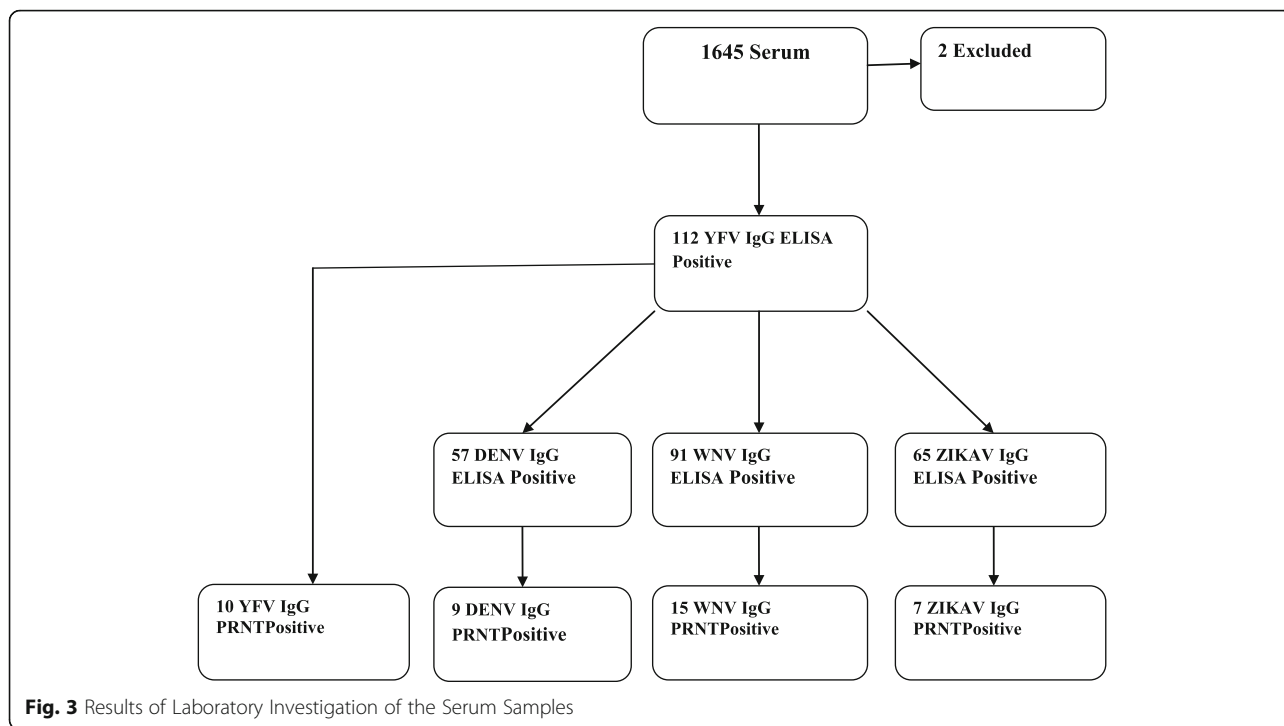 1645 Serum
2 Excluded
112 YFV IgG ELISA
Positive
57 DENV IgG
ELISA Positive
91 WNV IgG
ELISA Positive
65 ZIKAV IgG
ELISA Positive
10 YFV IgG
PRNTPositive
9 DENV IgG
PRNTPositive
15 WNV IgG
PRNTPositive
7 ZIKAV IgG
PRNTPositive
Fig. 3 Results of Laboratory Investigation of the Serum Samples